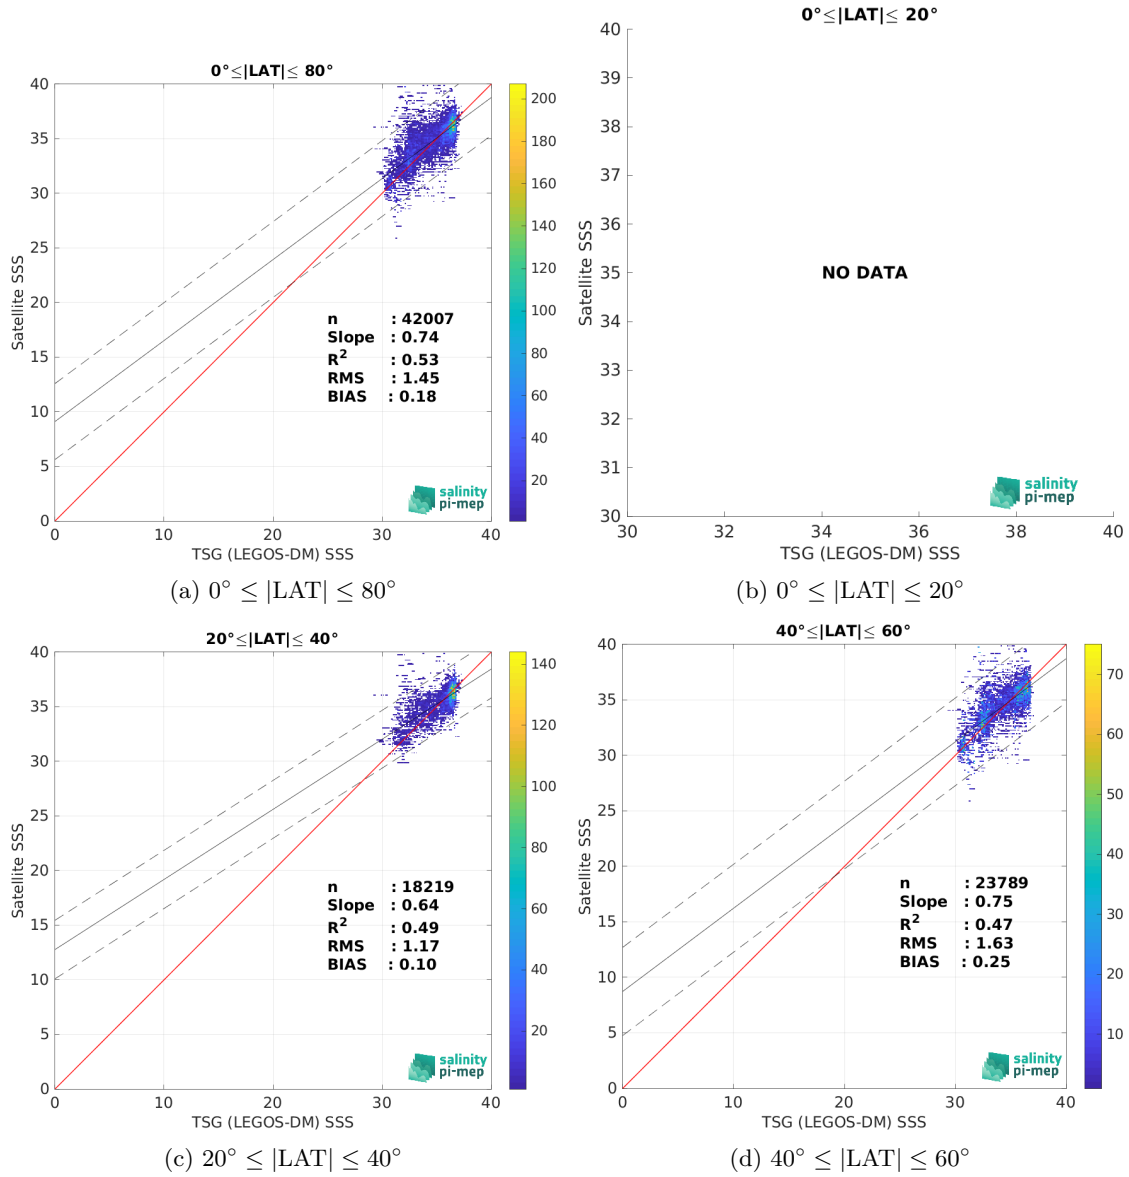 0°≤|LAT|≤ 80°
40
35
30
25
20
15
10
5
0
Satellite SSS
n : 42007
Slope : 0.74
R² : 0.53
RMS : 1.45
BIAS : 0.18
salinity
pi-mep
0 10 20 30 40
TSG (LEGOS-DM) SSS
200
180
160
140
120
100
80
60
40
20
(a) 0° ≤ |LAT| ≤ 80°
0°≤|LAT|≤ 20°
40
39
38
37
36
35
34
33
32
31
30
Satellite SSS
NO DATA
salinity
pi-mep
30 32 34 36 38 40
TSG (LEGOS-DM) SSS
(b) 0° ≤ |LAT| ≤ 20°
20°≤|LAT|≤ 40°
40
35
30
25
20
15
10
5
0
Satellite SSS
n : 18219
Slope : 0.64
R² : 0.49
RMS : 1.17
BIAS : 0.10
salinity
pi-mep
0 10 20 30 40
TSG (LEGOS-DM) SSS
140
120
100
80
60
40
20
(c) 20° ≤ |LAT| ≤ 40°
40°≤|LAT|≤ 60°
40
35
30
25
20
15
10
5
0
Satellite SSS
n : 23789
Slope : 0.75
R² : 0.47
RMS : 1.63
BIAS : 0.25
salinity
pi-mep
0 10 20 30 40
TSG (LEGOS-DM) SSS
70
60
50
40
30
20
10
(d) 40° ≤ |LAT| ≤ 60°